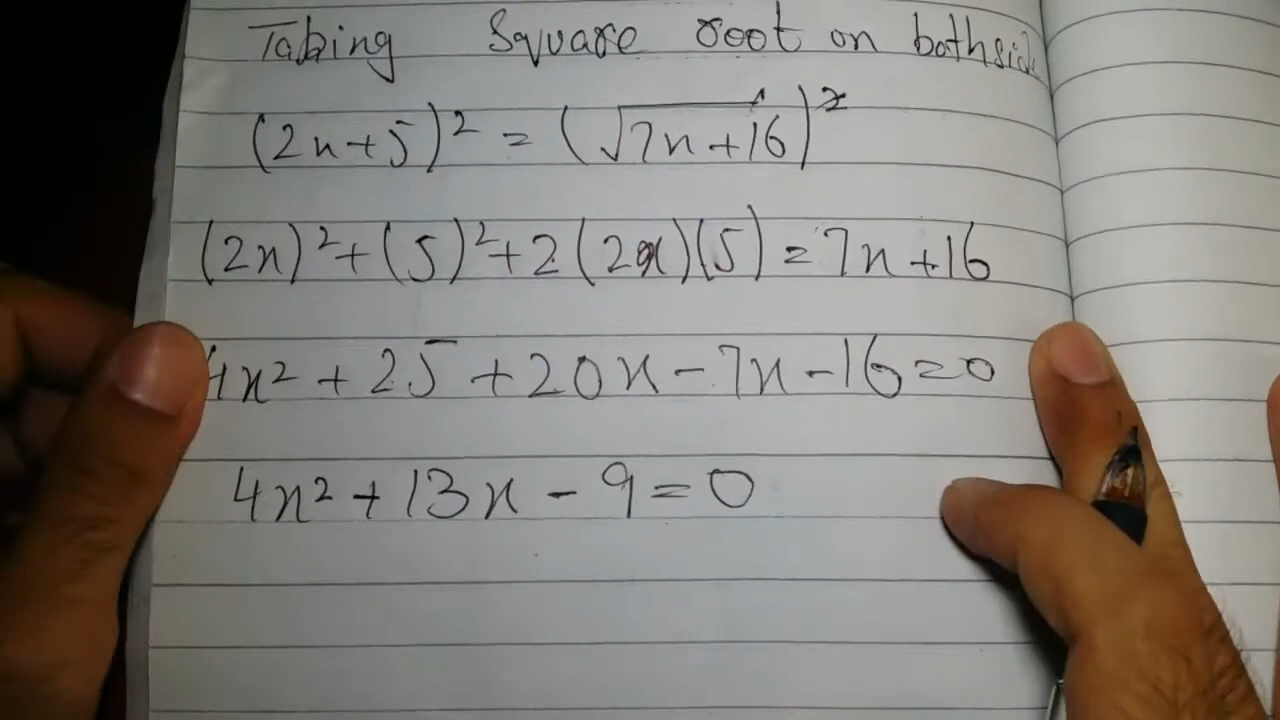 Taking Square root on bothside
(2x+5)² = (√7x+16)²
(2x)²+(5)²+2(2x)(5)=7x+16
4x²+25+20x-7x-16=0
4x²+13x-9=0